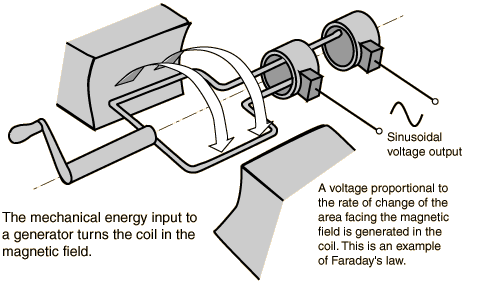 Sinusoidal
voltage output
A voltage proportional to
the rate of change of the
area facing the magnetic
field is generated in the
coil. This is an example
of Faraday's law.
The mechanical energy input to
a generator turns the coil in the
magnetic field.